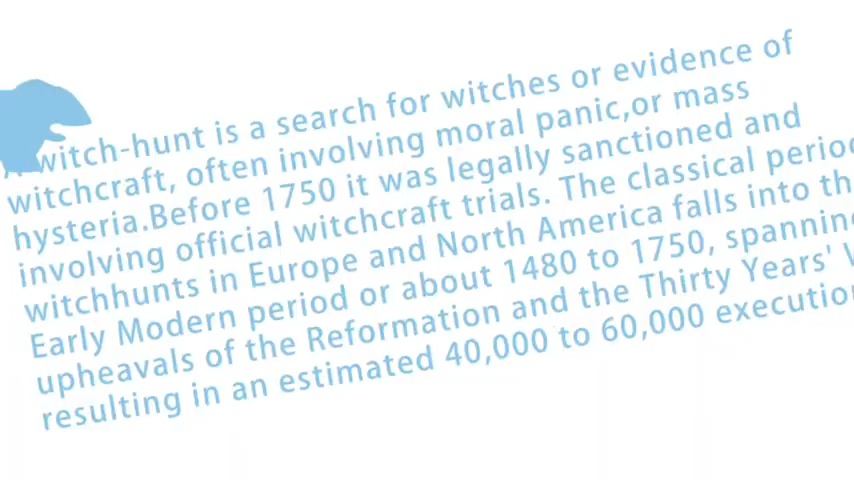 witch-hunt is a search for witches or evidence of
witchcraft, often involving moral panic,or mass
hysteria.Before 1750 it was legally sanctioned and
involving official witchcraft trials. The classical period
witchhunts in Europe and North America falls into th
Early Modern period or about 1480 to 1750, spanning
upheavals of the Reformation and the Thirty Years'
resulting in an estimated 40,000 to 60,000 executio